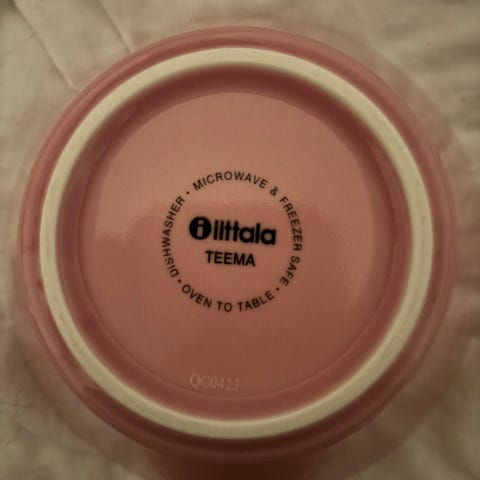 iittala
TEEMA
DISHWASHER • MICROWAVE & FREEZER SAFE •
OVEN TO TABLE •
QC0423